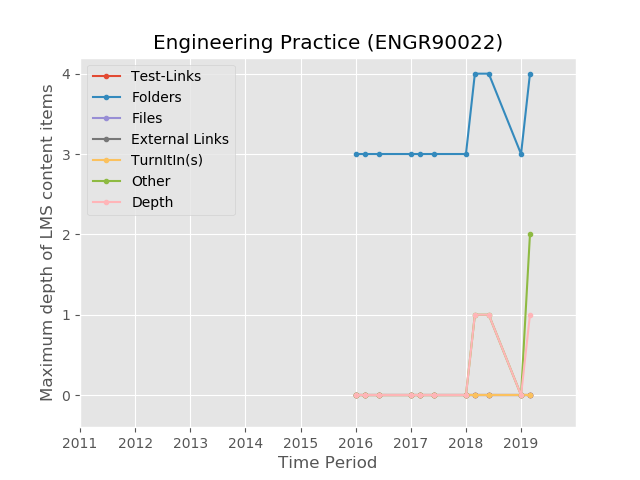 Engineering Practice (ENGR90022)
Test-Links
Folders
Files
External Links
TurnItIn(s)
Other
Depth
Maximum depth of LMS content items
4
3
2
1
0
2011 2012 2013 2014 2015 2016 2017 2018 2019
Time Period